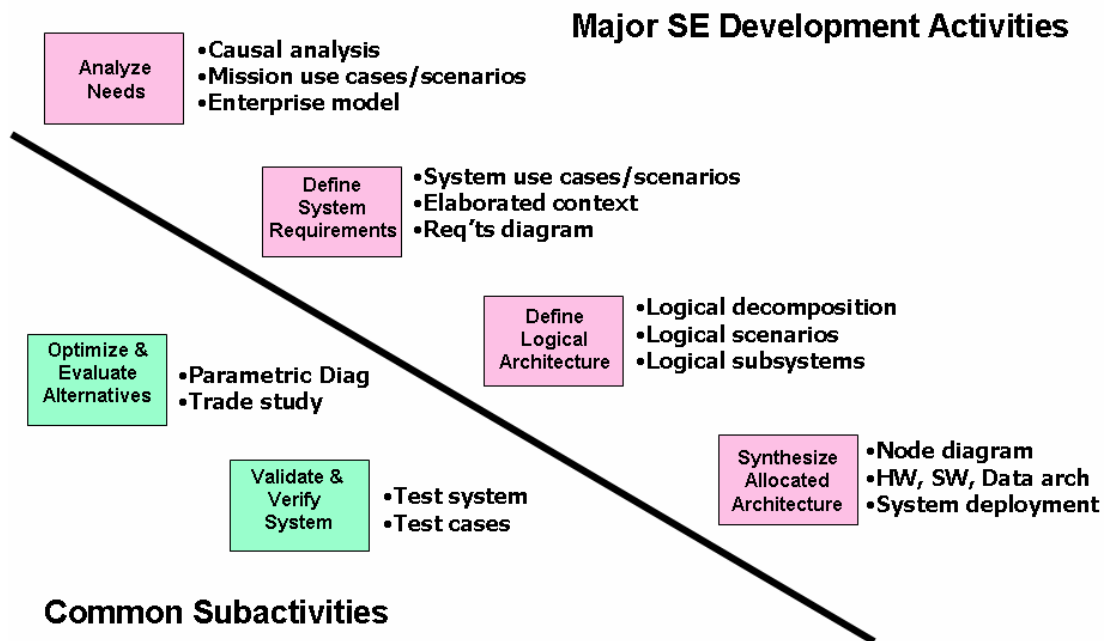 Major SE Development Activities
Analyze
Needs
•Causal analysis
•Mission use cases/scenarios
•Enterprise model
Define
System
Requirements
•System use cases/scenarios
•Elaborated context
•Req'ts diagram
Define
Logical
Architecture
•Logical decomposition
•Logical scenarios
•Logical subsystems
Optimize &
Evaluate
Alternatives
•Parametric Diag
•Trade study
Synthesize
Allocated
Architecture
•Node diagram
•HW, SW, Data arch
•System deployment
Validate &
Verify
System
•Test system
•Test cases
Common Subactivities